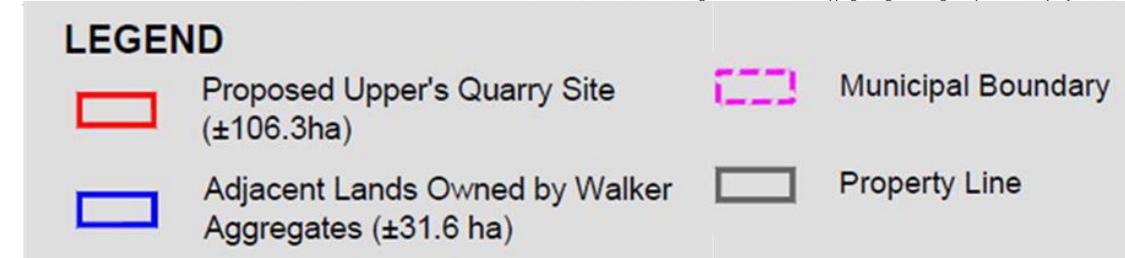 LEGEND
Proposed Upper's Quarry Site
(±106.3ha)
Adjacent Lands Owned by Walker
Aggregates (±31.6 ha)
Municipal Boundary
Property Line